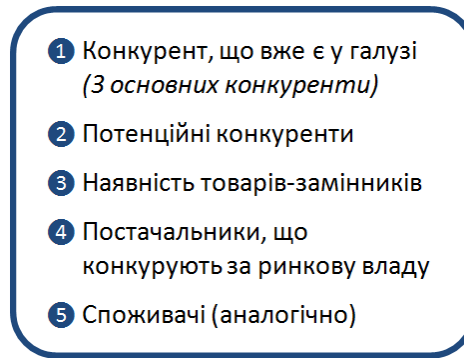 1 Конкурент, що вже є у галузі
(3 основних конкуренти)
2 Потенційні конкуренти
3 Наявність товарів-замінників
4 Постачальники, що
конкурують за ринкову владу
5 Споживачі (аналогічно)